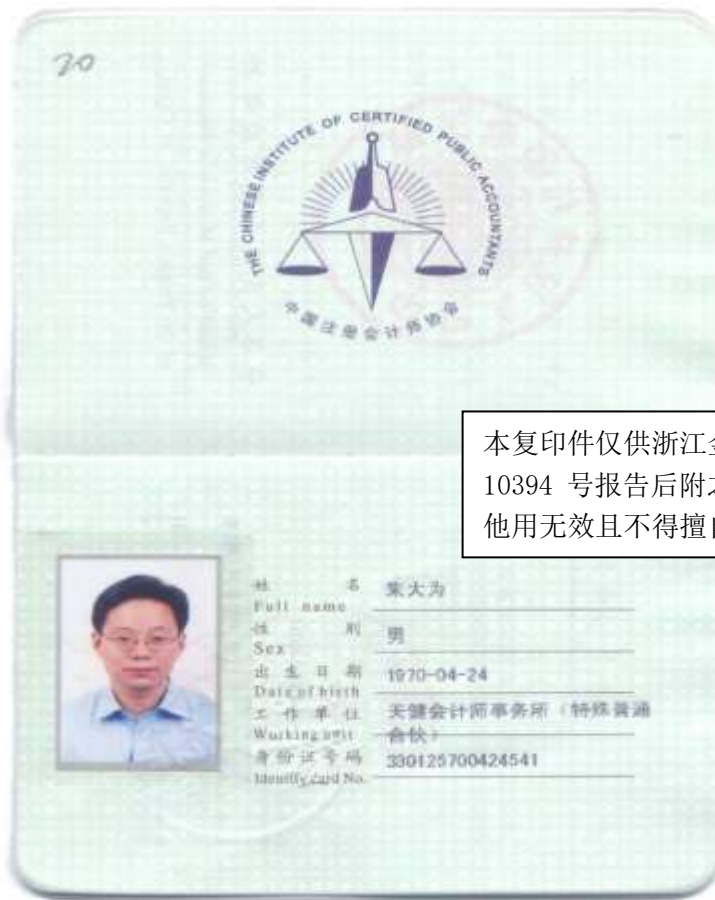 20
THE CHINESE INSTITUTE OF CERTIFIED PUBLIC ACCOUNTANTS
中国注册会计师协会
本复印件仅供浙江
10394 号报告后附
他用无效且不得擅
姓 名 朱大为
Full name
性 别 男
Sex
出生日期 1970-04-24
Date of birth
工作单位 天健会计师事务所（特殊普通
Working unit 合伙）
身份证号码 330125700424541
Identity card No.